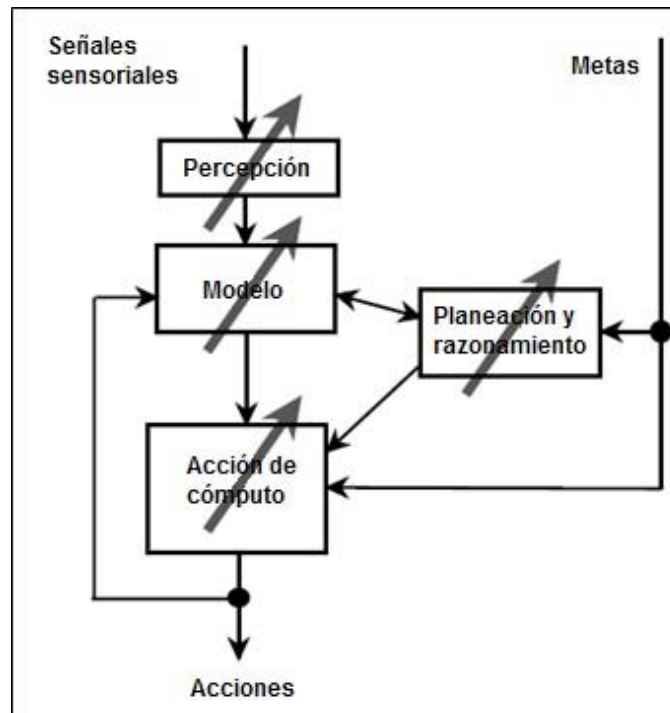 Señales
sensoriales
Metas
Percepción
Modelo
Planeación y
razonamiento
Acción de
cómputo
Acciones